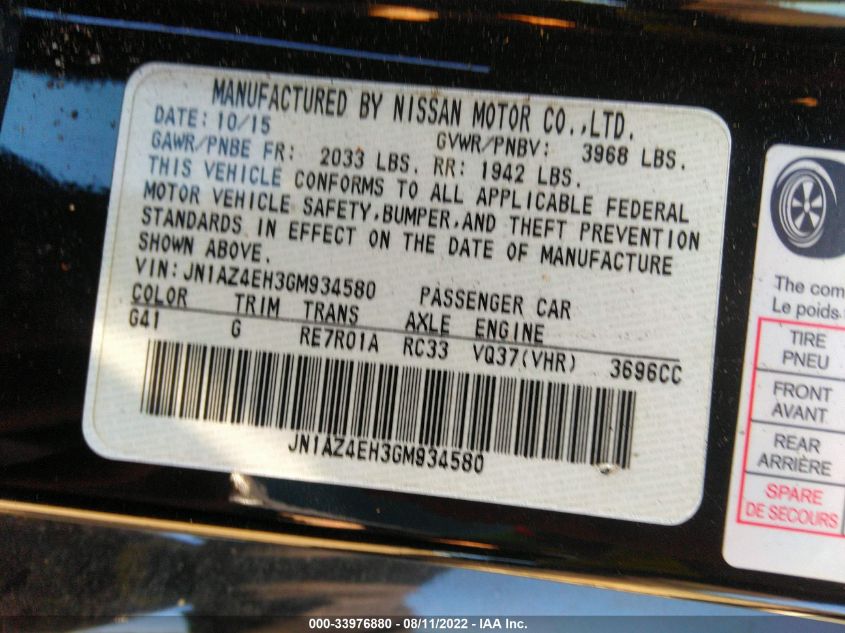 MANUFACTURED BY NISSAN MOTOR CO.,LTD.
DATE: 10/15 GVWR/PNBV: 3968 LBS.
GAWR/PNBE FR: 2033 LBS. RR: 1942 LBS.
THIS VEHICLE CONFORMS TO ALL APPLICABLE FEDERAL
MOTOR VEHICLE SAFETY,BUMPER,AND THEFT PREVENTION
STANDARDS IN EFFECT ON THE DATE OF MANUFACTURE
SHOWN ABOVE.
VIN:JN1AZ4EH3GM934580 PASSENGER CAR
COLOR TRIM TRANS AXLE ENGINE
G41 G RE7R01A RC33 VQ37(VHR) 3696CC
JN1AZ4EH3GM934580
The com
Le poids
TIRE
PNEU
FRONT
AVANT
REAR
ARRIÈRE
SPARE
DE SECOURS
000-33976880 - 08/11/2022 - IAA Inc.